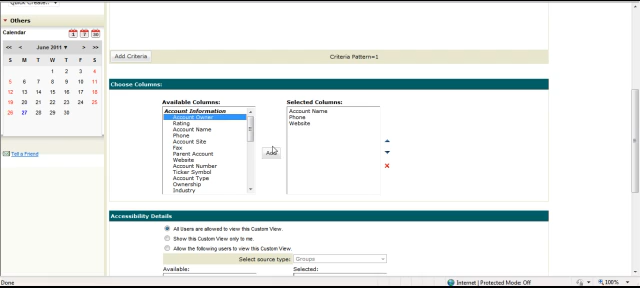 Quick Create..
Others
Calendar
1 7 30
<< < June 2011 > >>
S M T W T F S
1 2 3 4
5 6 7 8 9 10 11
12 13 14 15 16 17 18
19 20 21 22 23 24 25
26 27 28 29 30
Tell a Friend
Add Criteria
Criteria Pattern=1
Choose Columns:
Available Columns:
Account Information
Account Owner
Rating
Account Name
Phone
Account Site
Fax
Parent Account
Website
Account Number
Ticker Symbol
Account Type
Ownership
Industry
Add
Selected Columns:
Account Name
Phone
Website
Accessibility Details
All Users are allowed to view this Custom View.
Show this Custom View only to me.
Allow the following users to view this Custom View.
Select source type: Groups
Available: Selected:
Done
Internet | Protected Mode: Off
100%